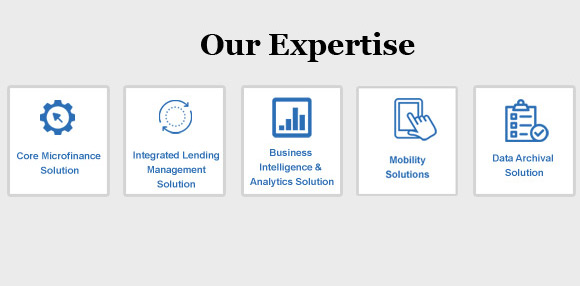 Our Expertise
Core Microfinance
Solution
Integrated Lending
Management
Solution
Business
Intelligence &
Analytics Solution
Mobility
Solutions
Data Archival
Solution